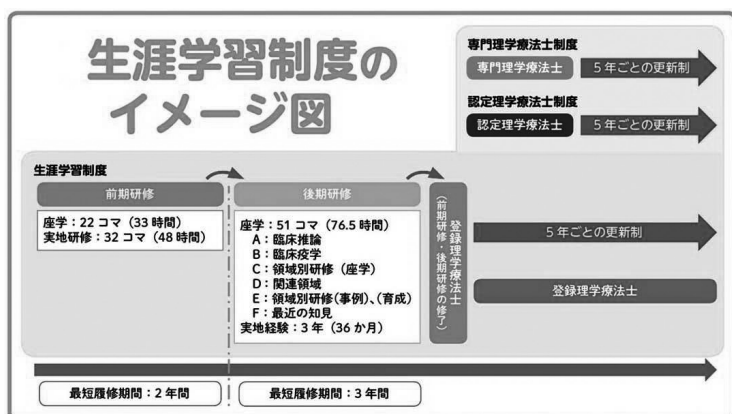 生涯学習制度の
イメージ図
専門理学療法士制度
専門理学療法士
5年ごとの更新制
認定理学療法士制度
認定理学療法士
5年ごとの更新制
生涯学習制度
前期研修
座学：22コマ（33時間）
実地研修：32コマ（48時間）
後期研修
座学：51コマ（76.5時間）
A：臨床推論
B：臨床疫学
C：領域別研修（座学）
D：関連領域
E：領域別研修（事例）、（育成）
F：最近の知見
実地経験：3年（36か月）
登録理学療法士
（前期研修・後期研修の修了）
5年ごとの更新制
登録理学療法士
最短履修期間：2年間
最短履修期間：3年間